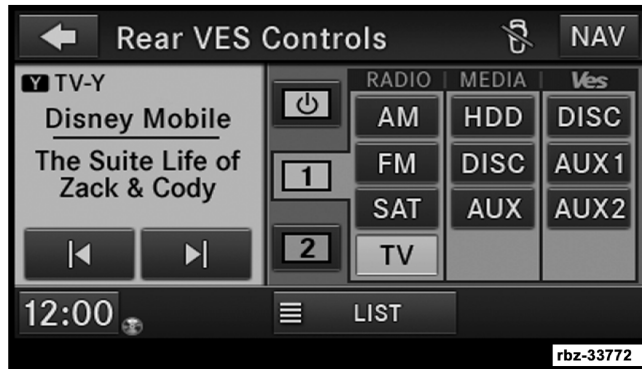 Rear VES Controls
NAV
Y TV-Y
Disney Mobile
The Suite Life of
Zack & Cody
1
2
RADIO | MEDIA | Ves
AM HDD DISC
FM DISC AUX1
SAT AUX AUX2
TV
12:00
LIST
rbz-33772